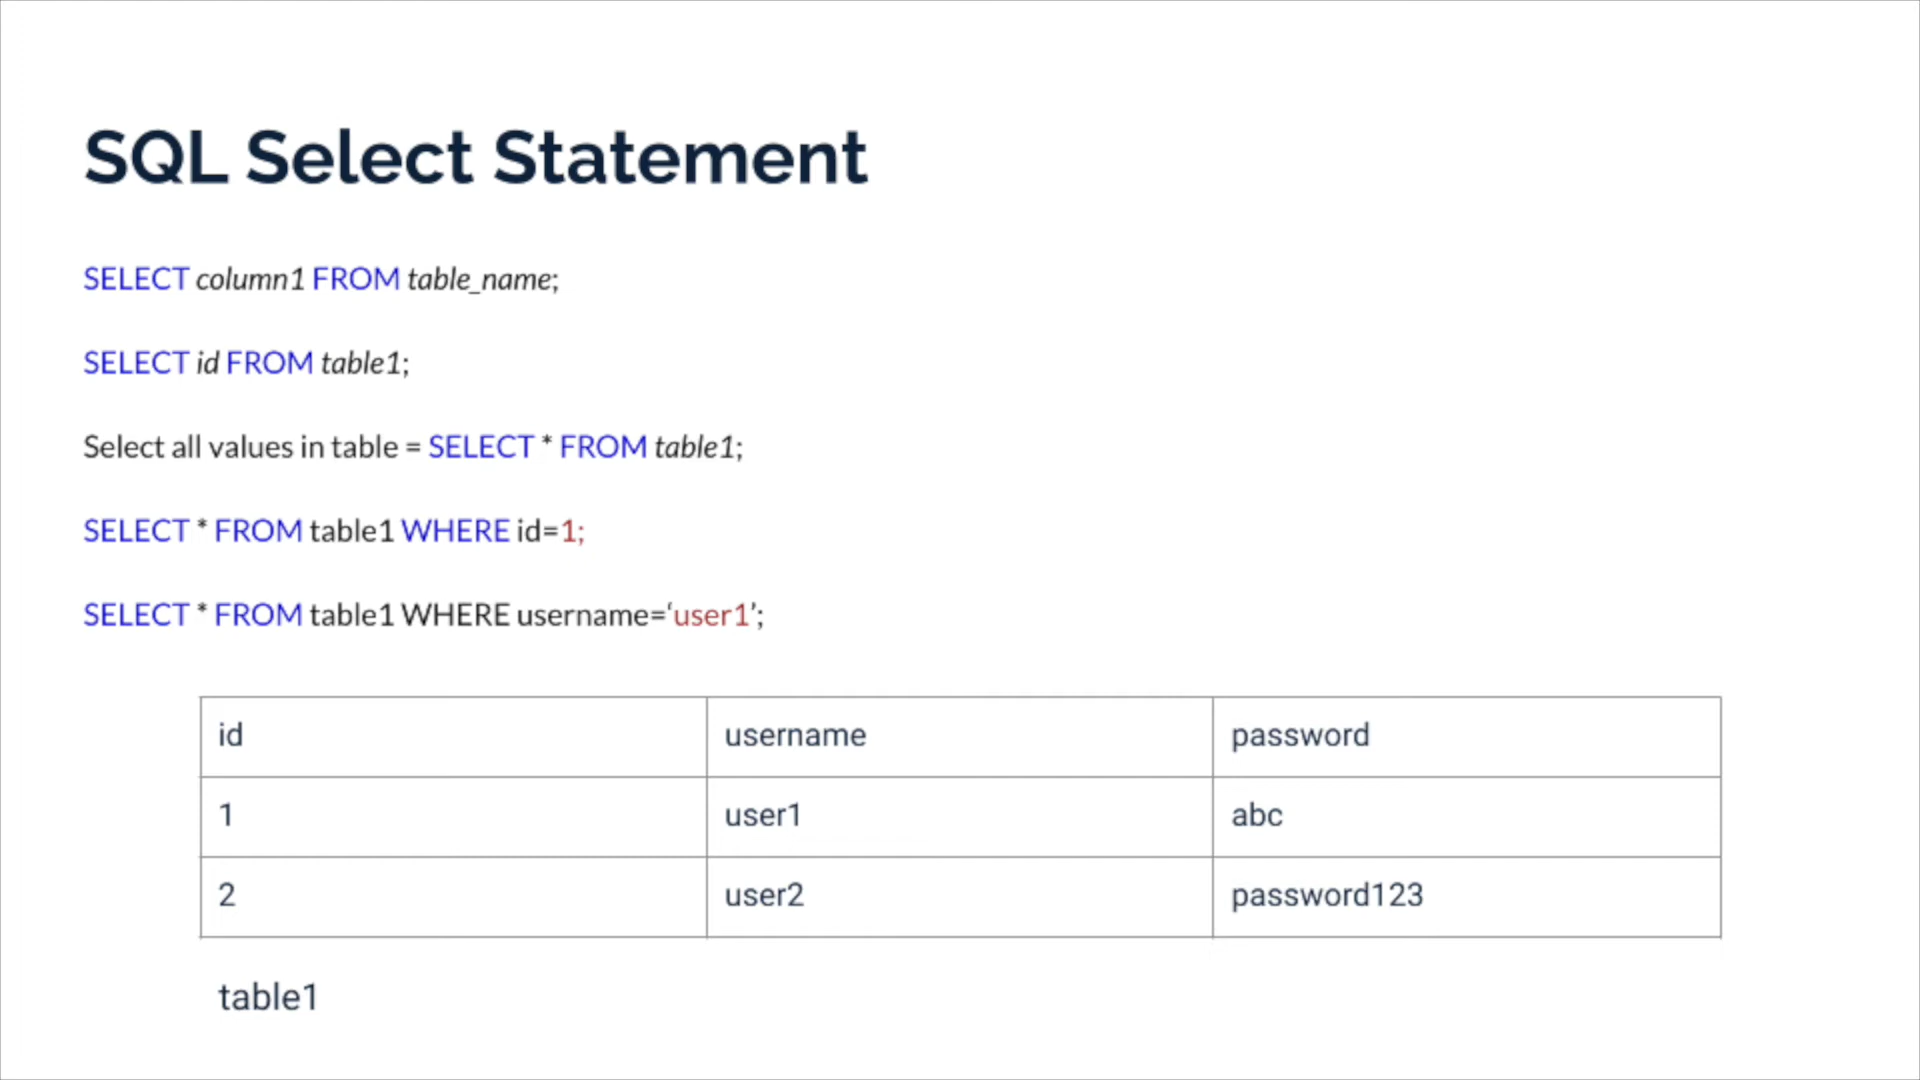 SQL Select Statement
SELECT column1 FROM table_name;
SELECT id FROM table1;
Select all values in table = SELECT * FROM table1;
SELECT * FROM table1 WHERE id=1;
SELECT * FROM table1 WHERE username=‘user1’;
id username password
1 user1 abc
2 user2 password123
table1